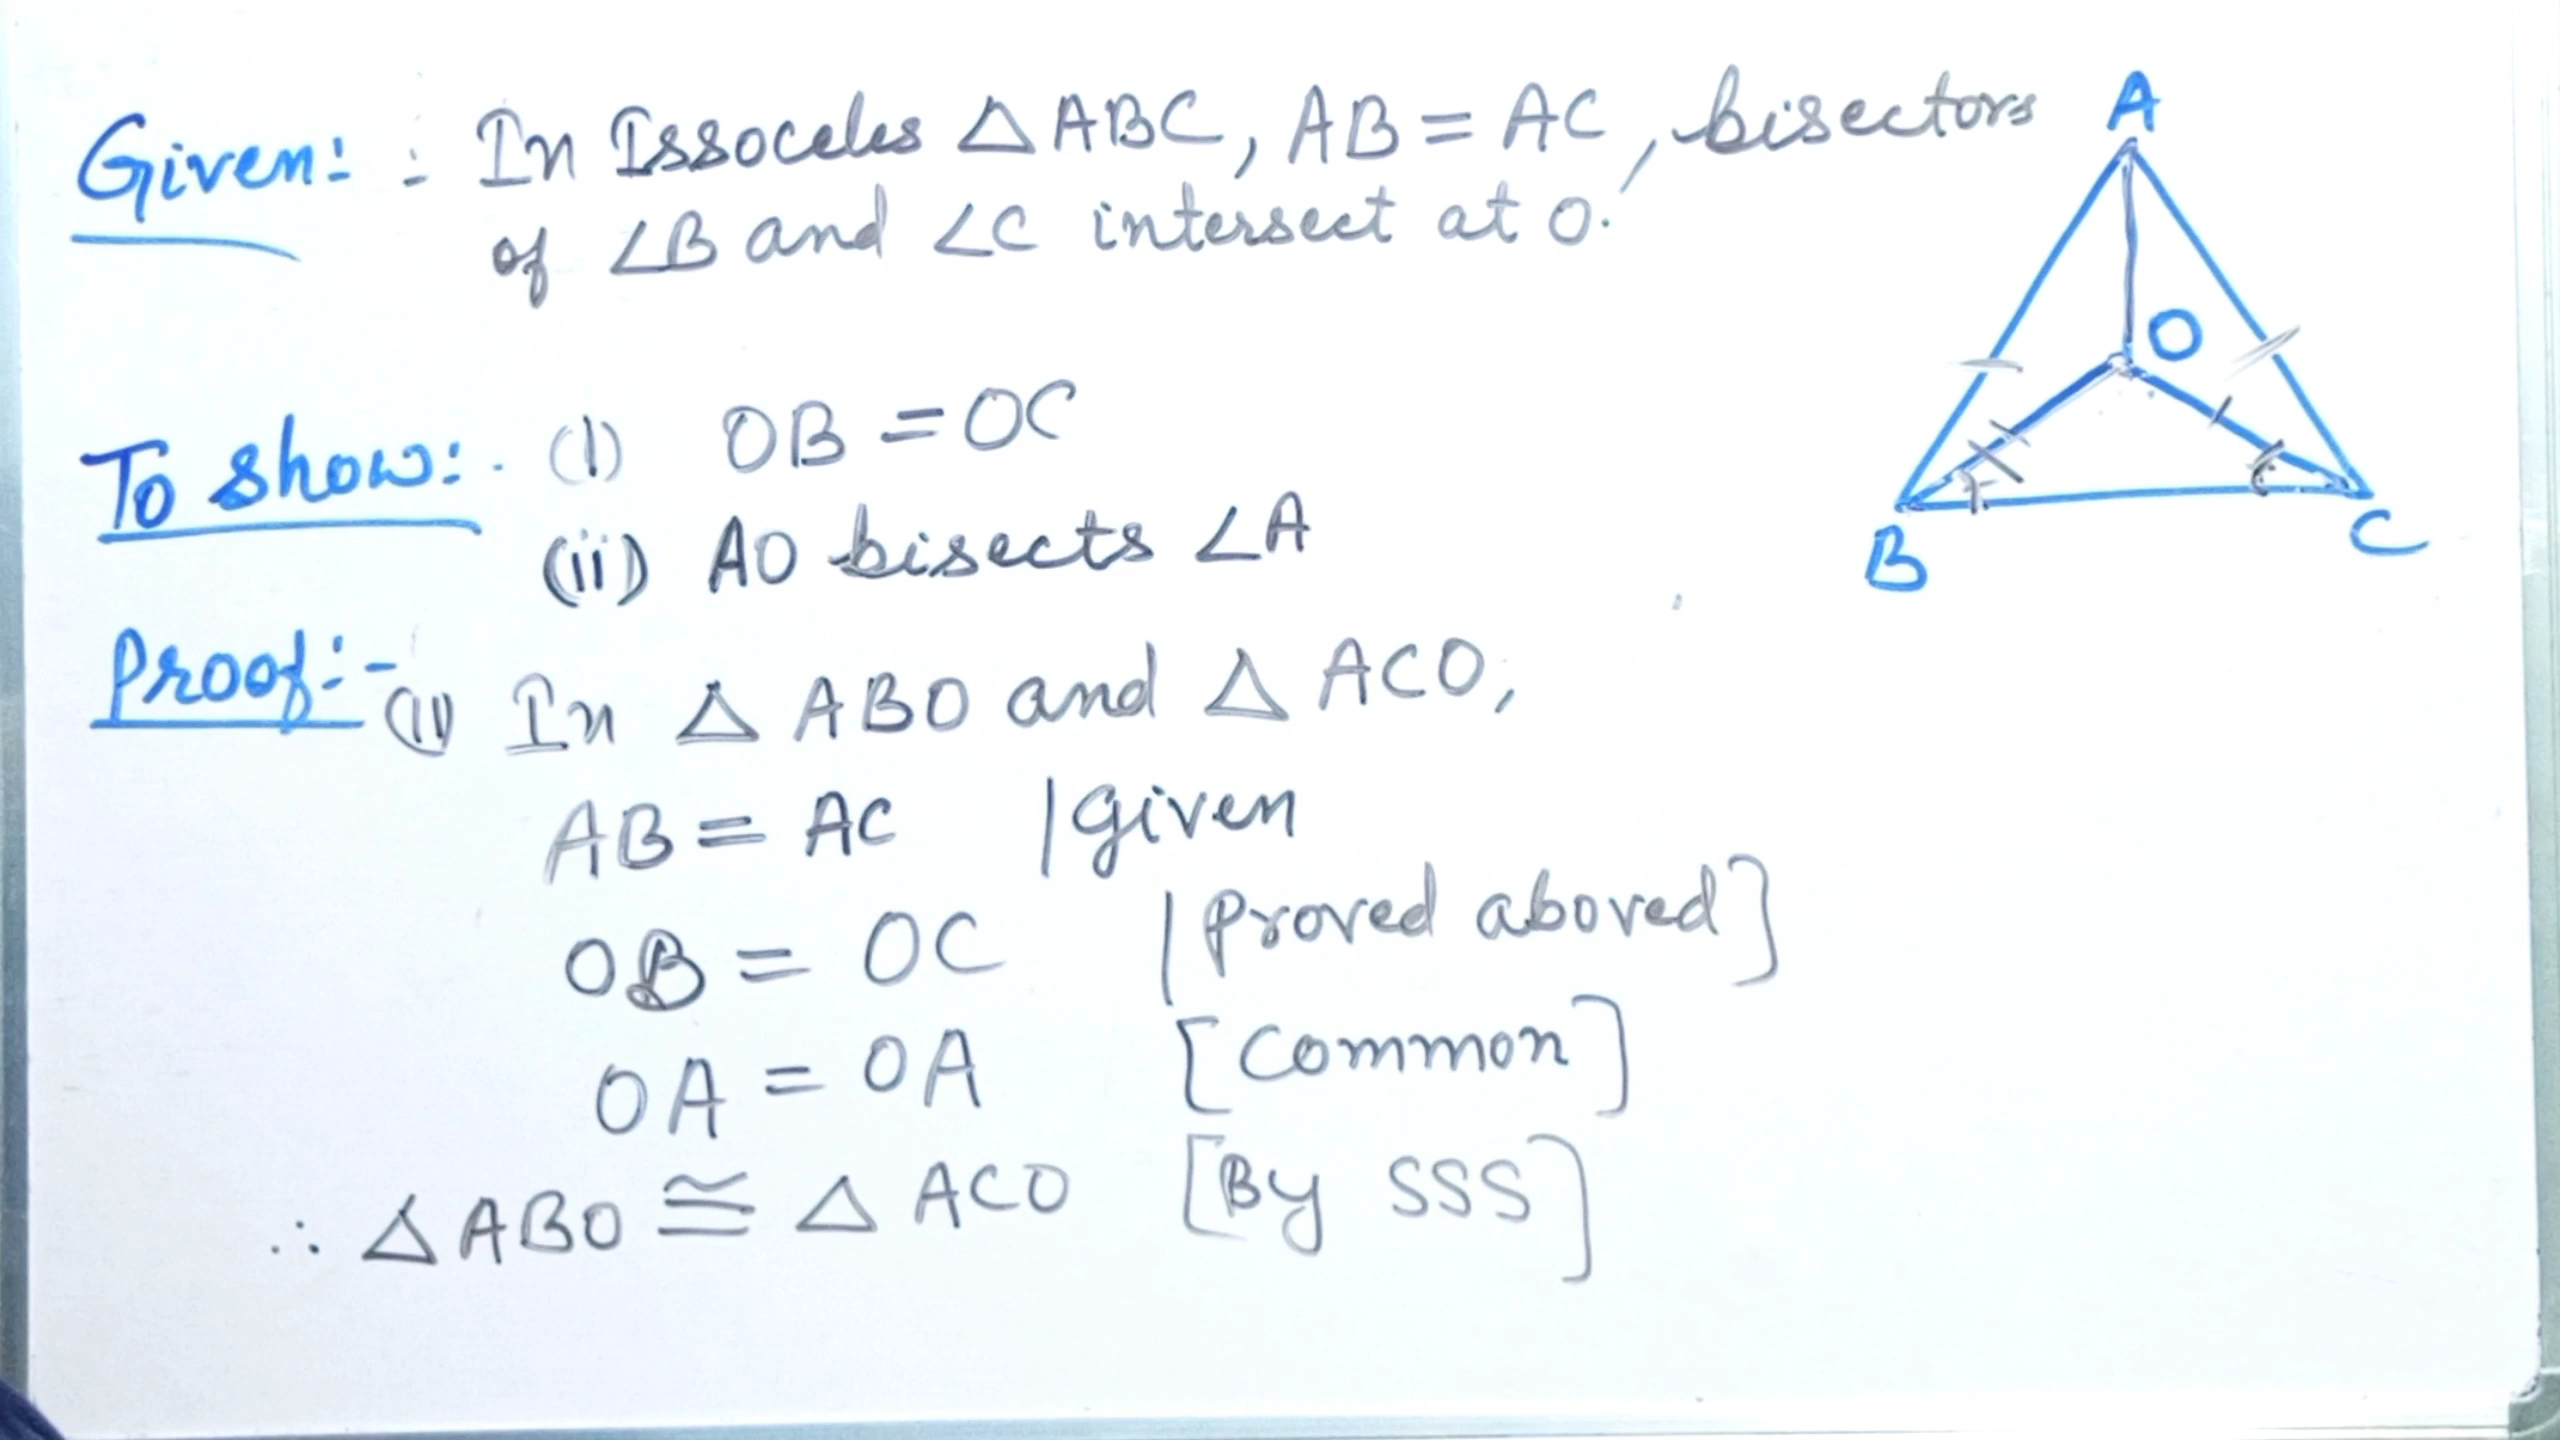 Given: : In Issoceles △ ABC, AB = AC, bisectors
of ∠B and ∠C intersect at O.
A
O
B
C
To show: (i) OB = OC
(ii) AO bisects ∠A
Proof:- (ii) In △ ABO and △ ACO,
AB = AC | given
OB = OC | Proved aboved]
OA = OA [Common]
∴ △ ABO ≅ △ ACO [By SSS]